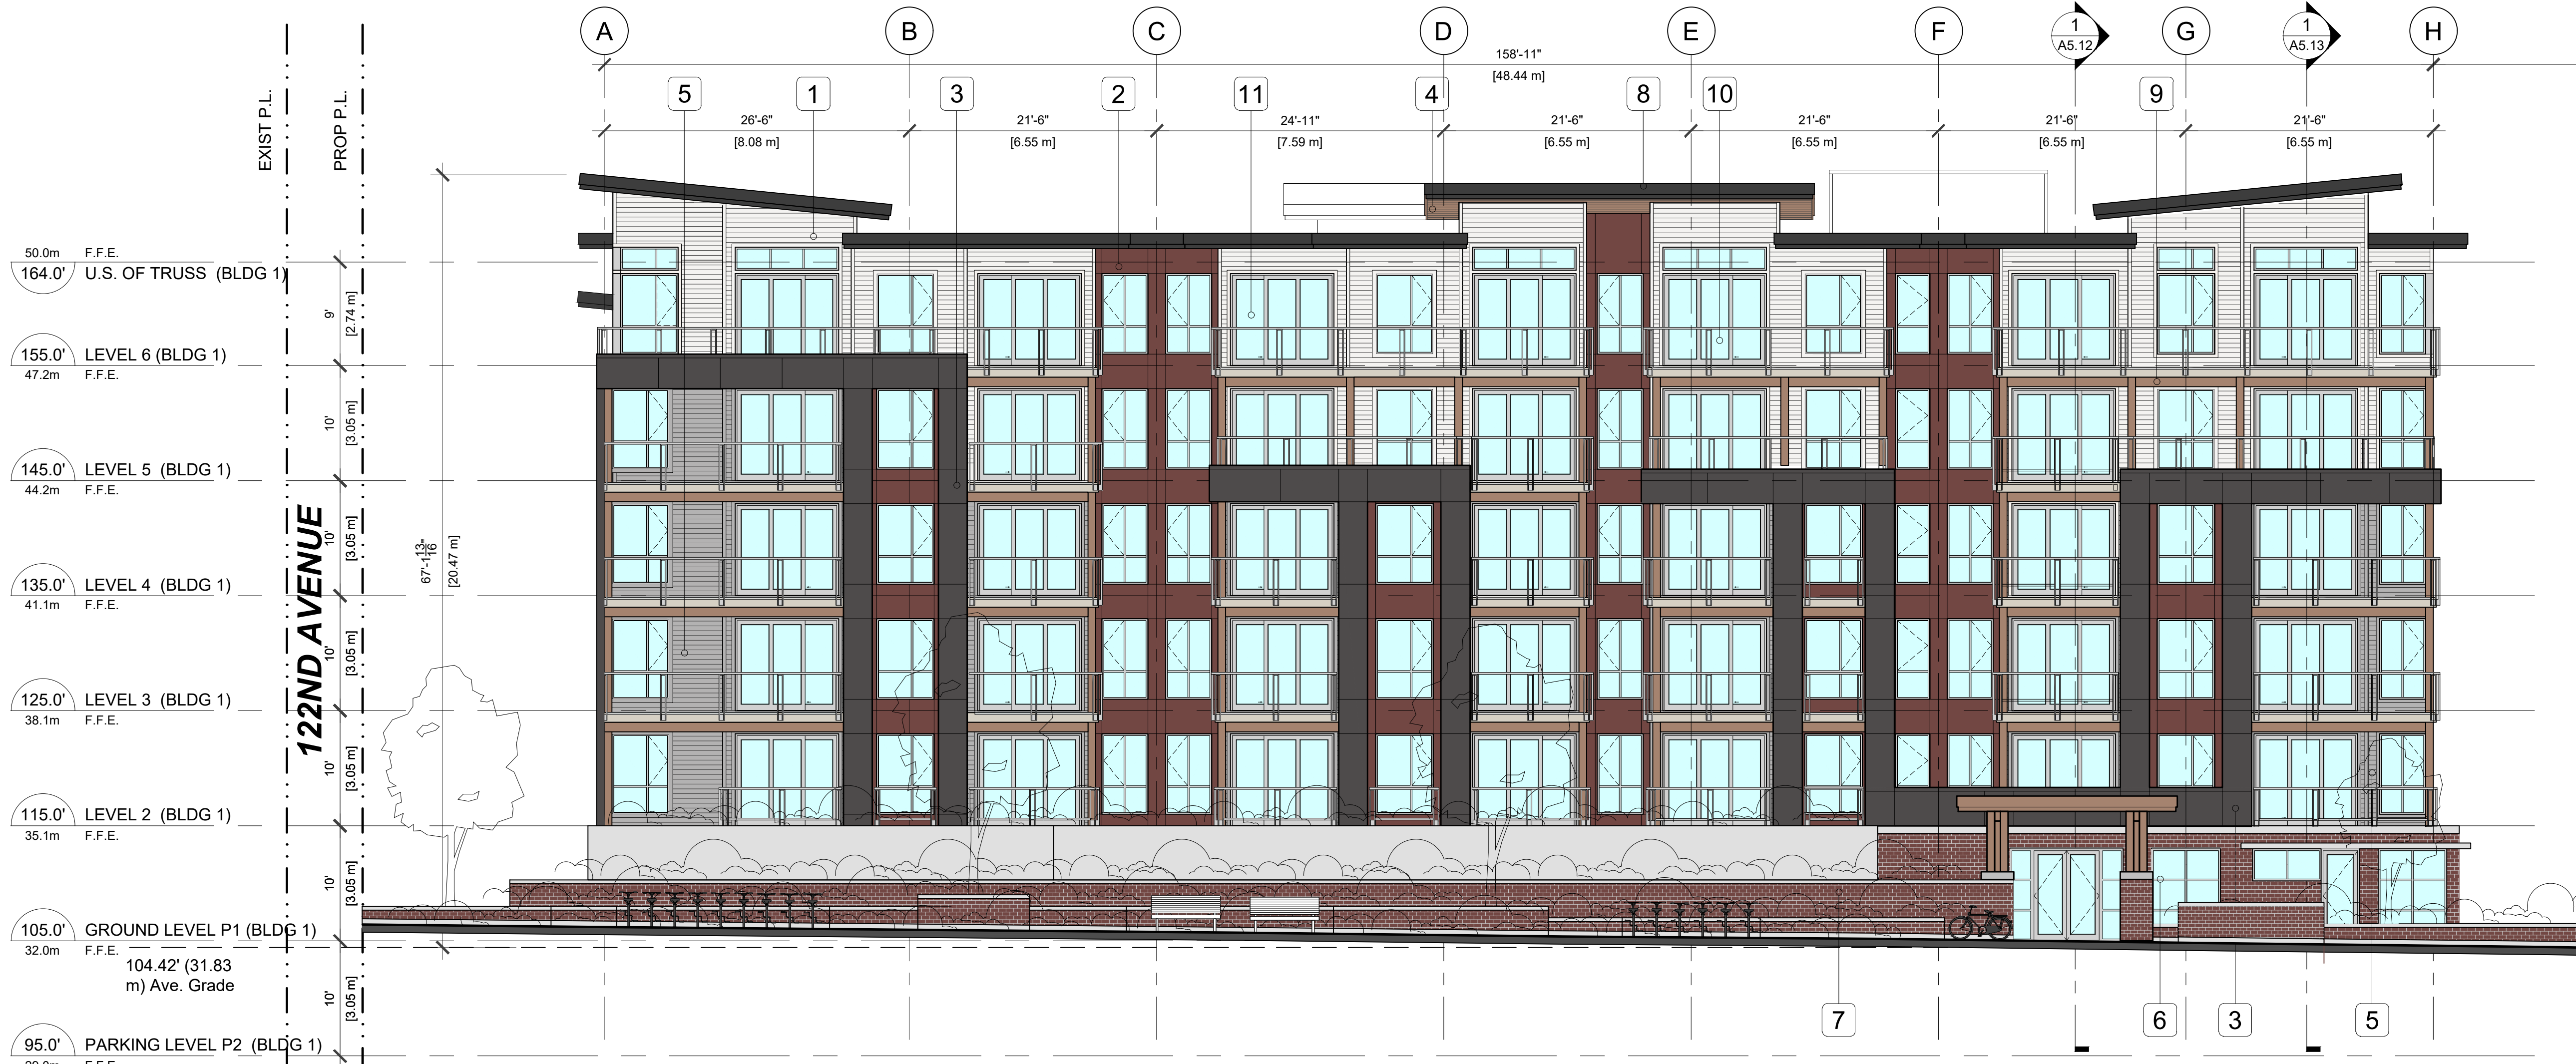 A B C D E F G H
1
A5.12
1
A5.13
158'-11"
[48.44 m]
5 1 3 2 11 4 8 10 9
26'-6" 21'-6" 24'-11" 21'-6" 21'-6" 21'-6" 21'-6"
[8.08 m] [6.55 m] [7.59 m] [6.55 m] [6.55 m] [6.55 m] [6.55 m]
EXIST P.L.
PROP P.L.
50.0m F.F.E.
164.0' U.S. OF TRUSS (BLDG 1)
9'
[2.74 m]
155.0' LEVEL 6 (BLDG 1)
47.2m F.F.E.
10'
[3.05 m]
145.0' LEVEL 5 (BLDG 1)
44.2m F.F.E.
10'
[3.05 m]
122ND AVENUE
67'-1 13/16"
[20.47 m]
135.0' LEVEL 4 (BLDG 1)
41.1m F.F.E.
10'
[3.05 m]
125.0' LEVEL 3 (BLDG 1)
38.1m F.F.E.
10'
[3.05 m]
115.0' LEVEL 2 (BLDG 1)
35.1m F.F.E.
10'
[3.05 m]
105.0' GROUND LEVEL P1 (BLDG 1)
32.0m F.F.E.
104.42' (31.83
m) Ave. Grade
10'
[3.05 m]
7 6 3 5
95.0' PARKING LEVEL P2 (BLDG 1)